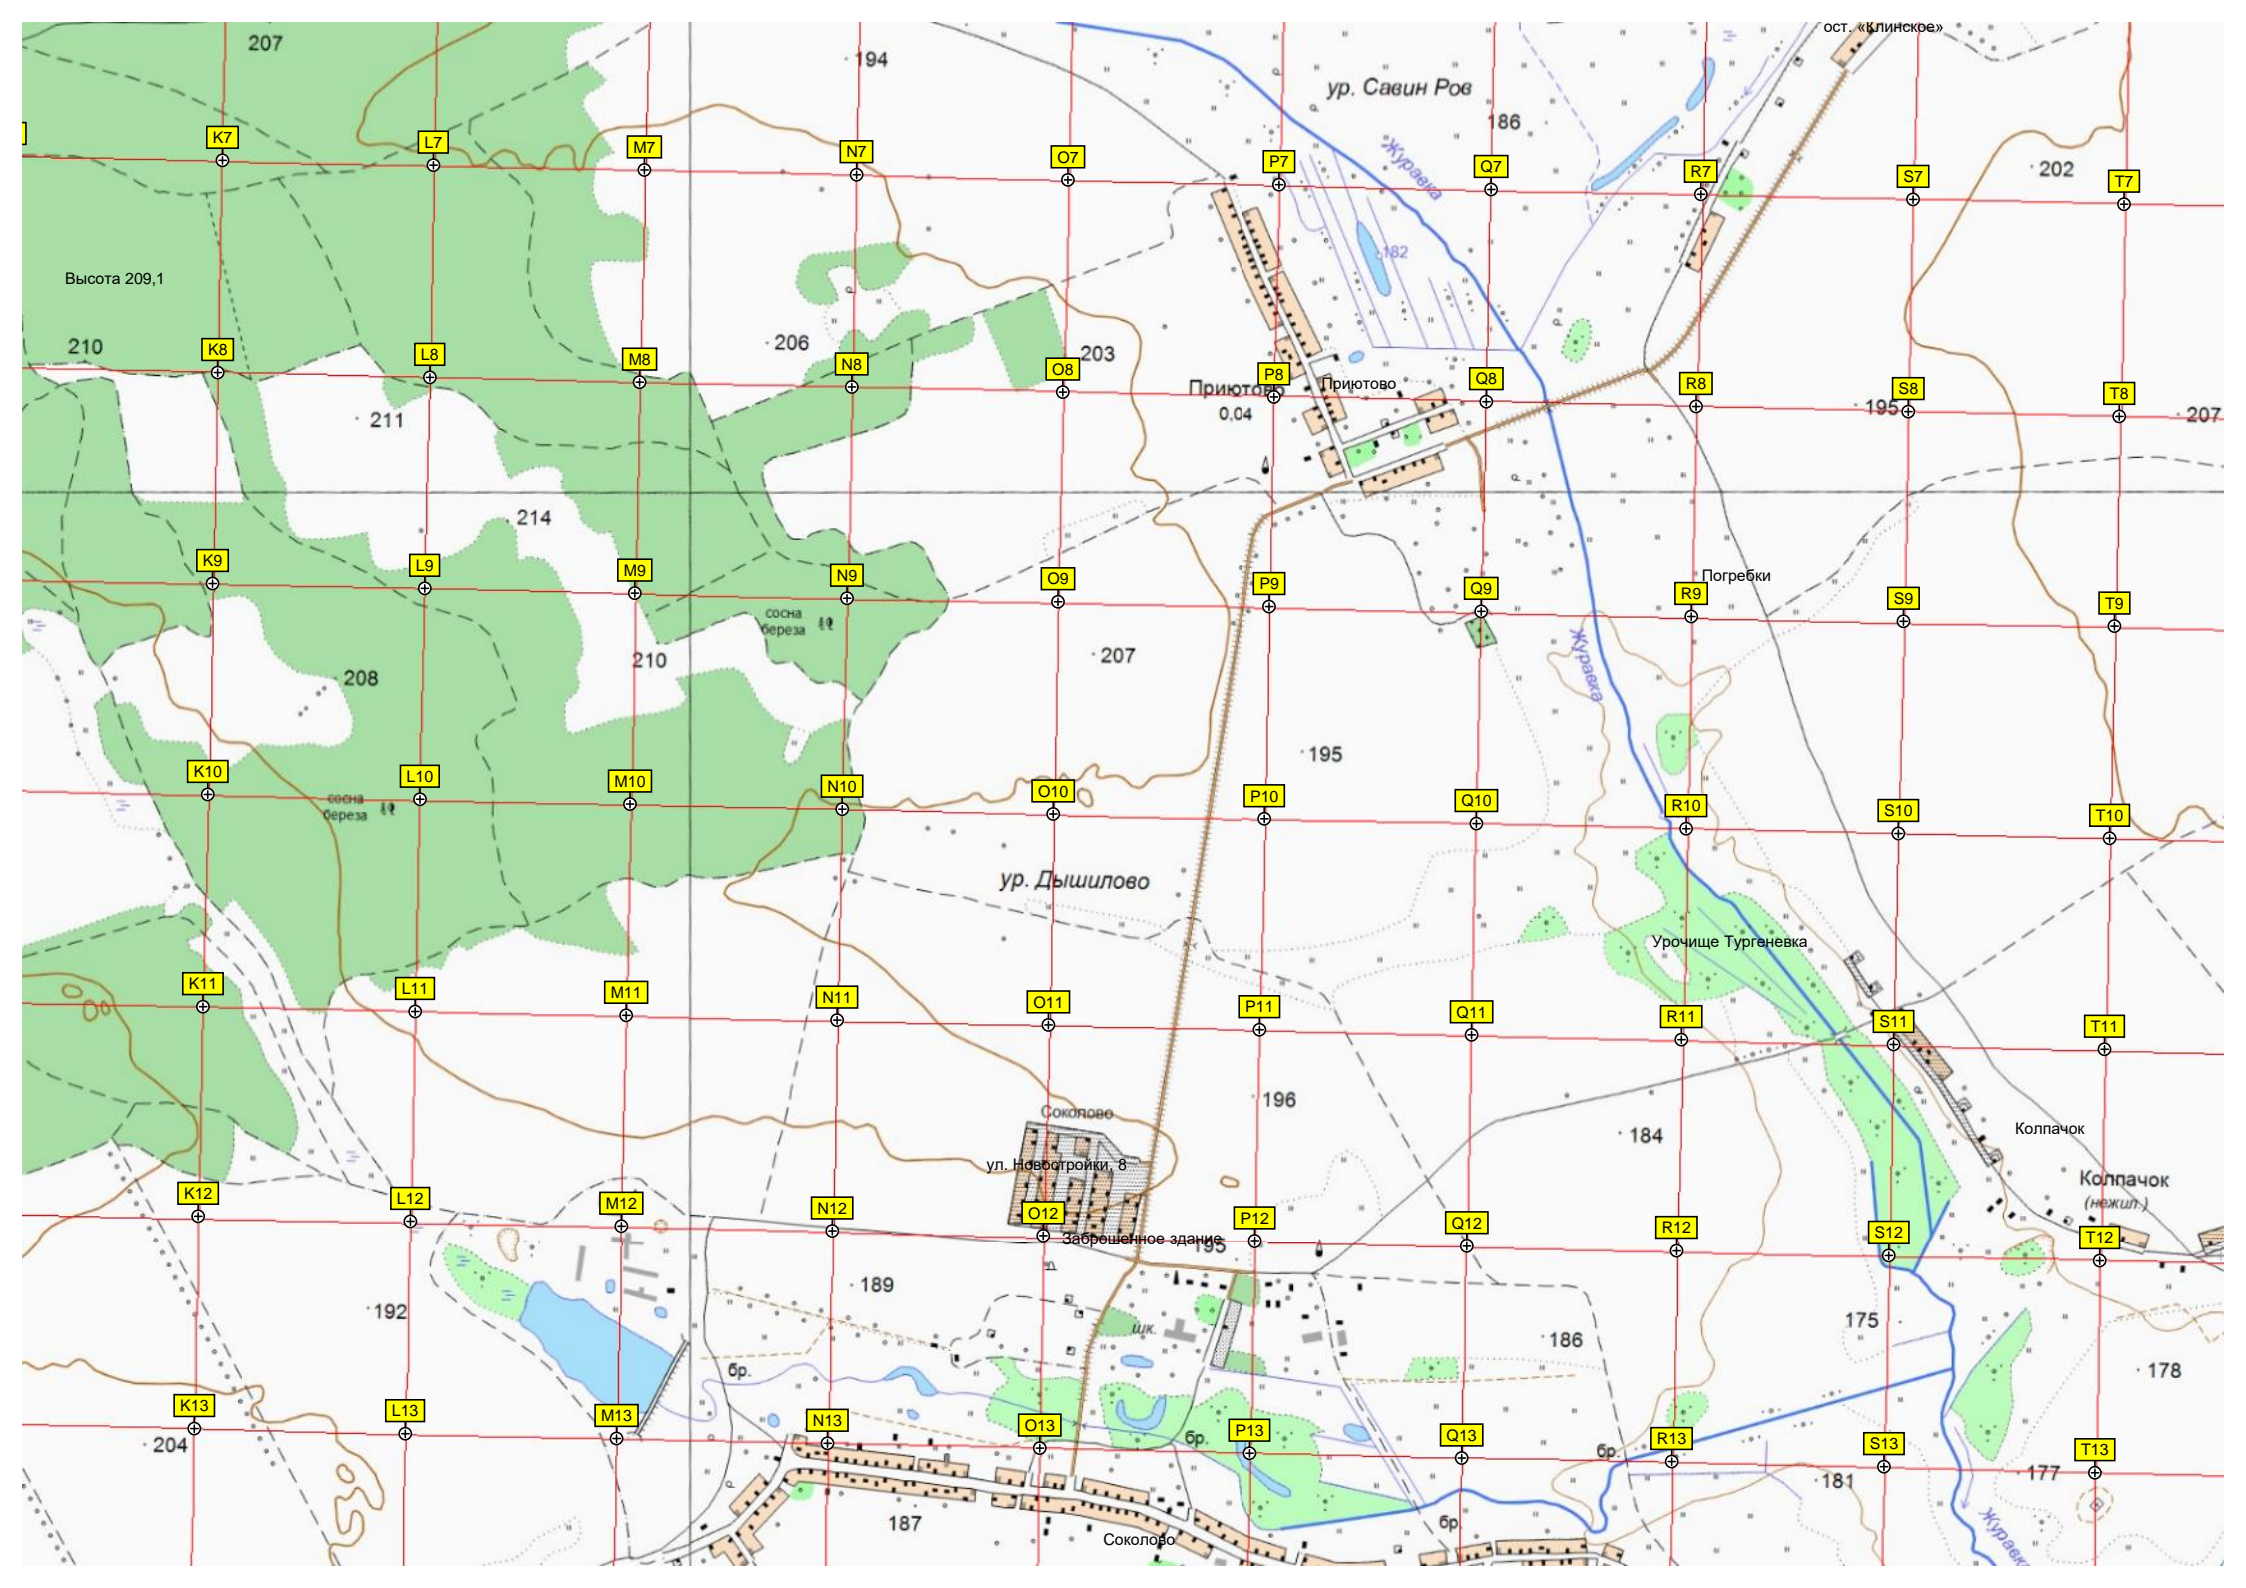 ост. «Клинское»
207
194
ур. Савин Ров
186
Журавка
K7
L7
M7
N7
O7
P7
Q7
R7
S7
202
T7
182
Высота 209,1
210
206
203
K8
L8
M8
N8
O8
P8
Приютово
Приютово
0,04
Q8
R8
195
S8
T8
207
211
214
K9
L9
M9
N9
O9
P9
Q9
Погребки
R9
S9
T9
сосна
береза
Журавка
208
210
207
195
K10
L10
M10
N10
O10
P10
Q10
R10
S10
T10
сосна
береза
ур. Дышилово
Урочище Тургеневка
K11
L11
M11
N11
O11
P11
Q11
R11
S11
T11
196
Соколово
184
Колпачок
ул. Новостройки, 8
Колпачок
(нежил.)
K12
L12
M12
N12
O12
P12
Q12
R12
S12
T12
Заброшенное здание
195
189
192
шк.
186
175
178
бр.
K13
L13
M13
N13
O13
P13
Q13
R13
S13
T13
204
бр.
бр.
181
177
187
Соколово
бр.
Журавка